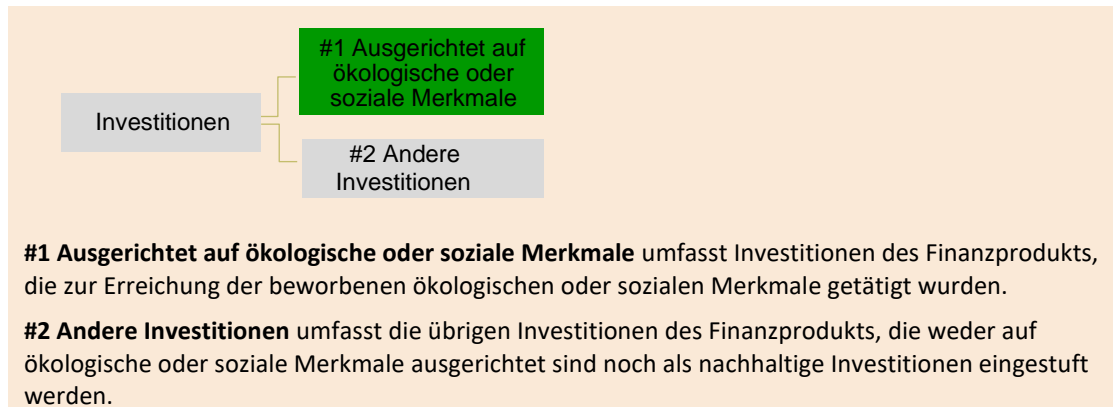 #1 Ausgerichtet auf
ökologische oder
soziale Merkmale
Investitionen
#2 Andere
Investitionen
#1 Ausgerichtet auf ökologische oder soziale Merkmale umfasst Investitionen des Finanzprodukts,
die zur Erreichung der beworbenen ökologischen oder sozialen Merkmale getätigt wurden.
#2 Andere Investitionen umfasst die übrigen Investitionen des Finanzprodukts, die weder auf
ökologische oder soziale Merkmale ausgerichtet sind noch als nachhaltige Investitionen eingestuft
werden.